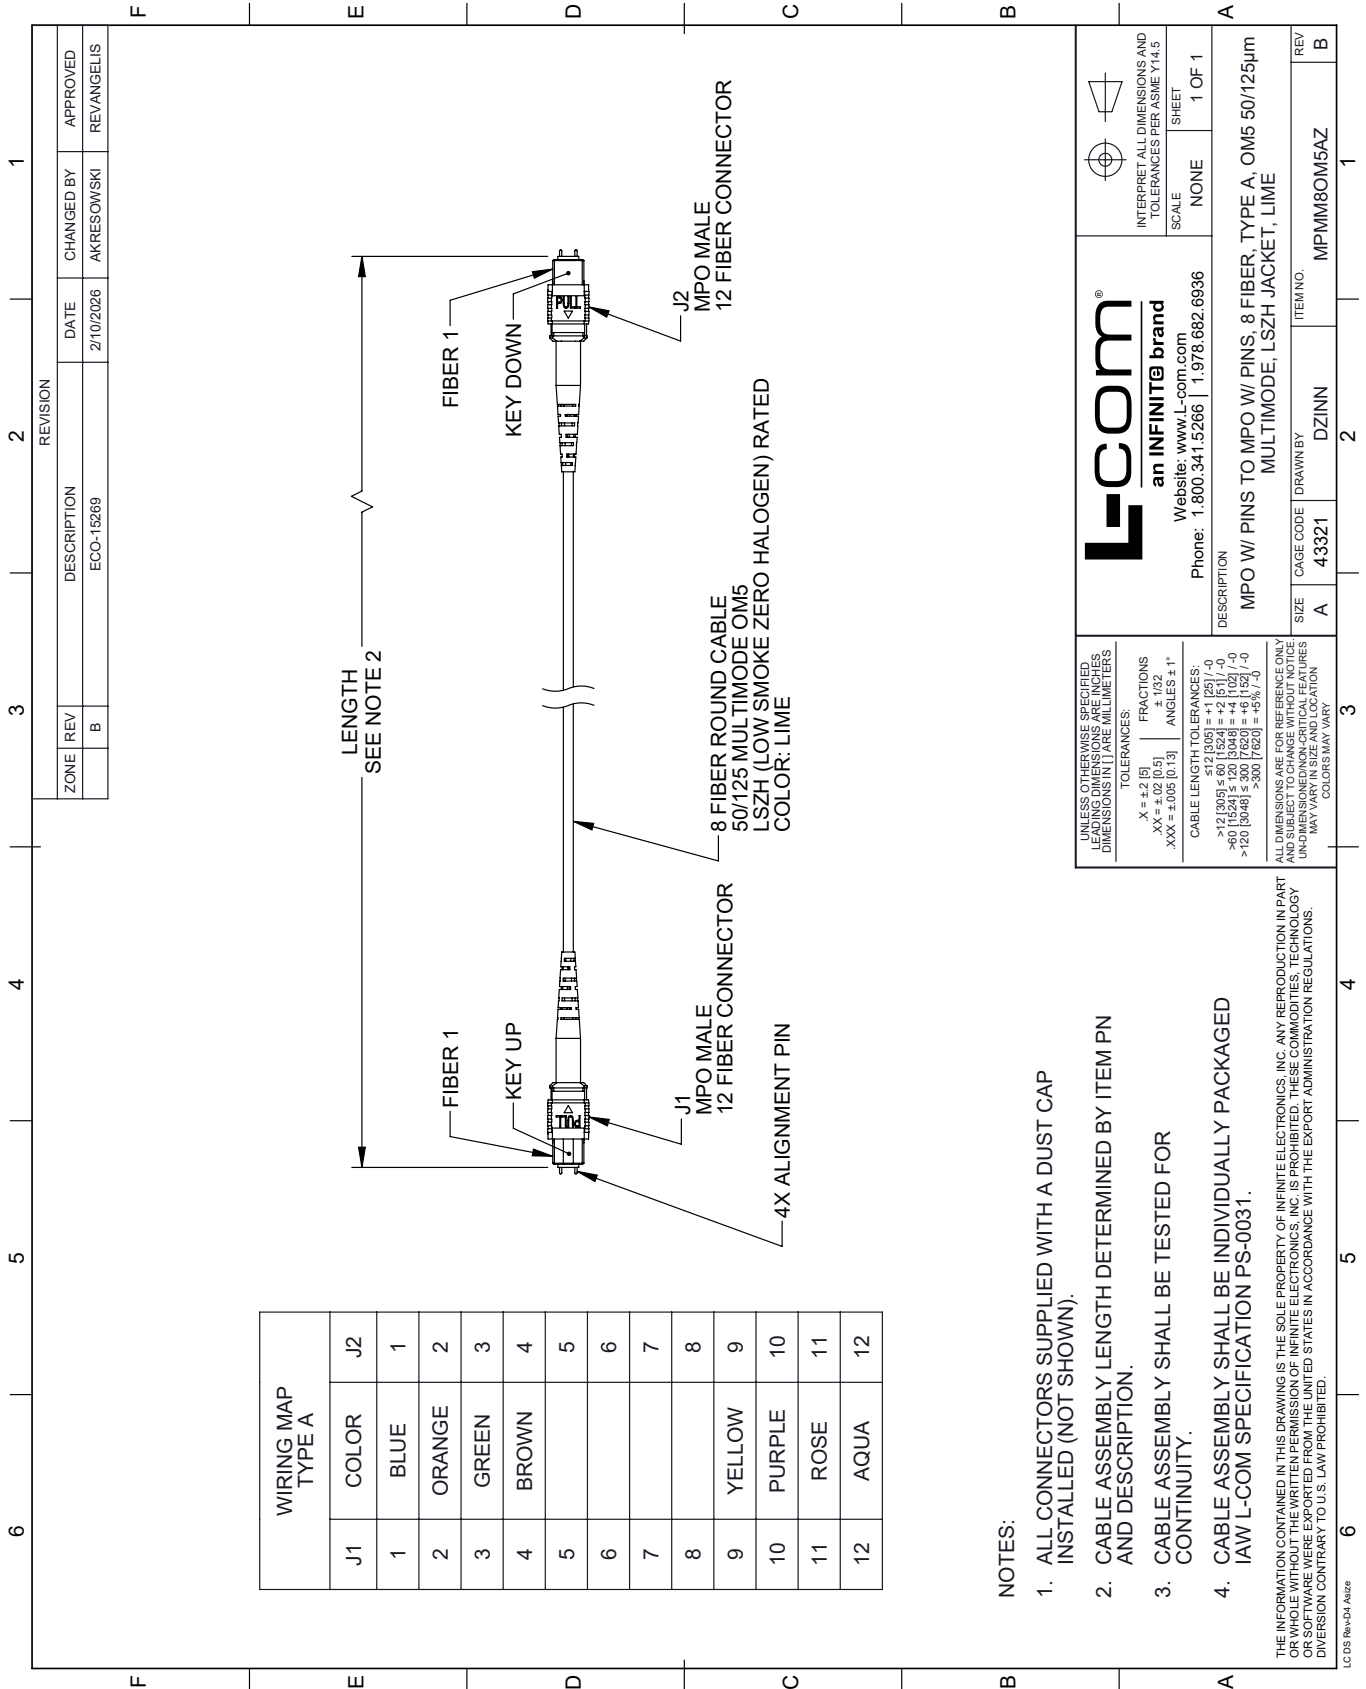 6
5
4
3
2
1
F
E
D
C
B
A
REVISION
ZONE REV DESCRIPTION DATE CHANGED BY APPROVED
B ECO-15269 2/10/2026 AKRESOWSKI REVANGELIS
WIRING MAP
TYPE A
J1 COLOR J2
1 BLUE 1
2 ORANGE 2
3 GREEN 3
4 BROWN 4
5 5
6 6
7 7
8 8
9 YELLOW 9
10 PURPLE 10
11 ROSE 11
12 AQUA 12
LENGTH
SEE NOTE 2
FIBER 1
KEY UP
PULL
J1
MPO MALE
12 FIBER CONNECTOR
4X ALIGNMENT PIN
8 FIBER ROUND CABLE
50/125 MULTIMODE OM5
LSZH (LOW SMOKE ZERO HALOGEN) RATED
COLOR: LIME
FIBER 1
KEY DOWN
PULL
J2
MPO MALE
12 FIBER CONNECTOR
NOTES:
1. ALL CONNECTORS SUPPLIED WITH A DUST CAP
INSTALLED (NOT SHOWN).
2. CABLE ASSEMBLY LENGTH DETERMINED BY ITEM PN
AND DESCRIPTION.
3. CABLE ASSEMBLY SHALL BE TESTED FOR
CONTINUITY.
4. CABLE ASSEMBLY SHALL BE INDIVIDUALLY PACKAGED
IAW L-COM SPECIFICATION PS-0031.
THE INFORMATION CONTAINED IN THIS DRAWING IS THE SOLE PROPERTY OF INFINITE ELECTRONICS, INC. ANY REPRODUCTION IN PART
OR WHOLE WITHOUT THE WRITTEN PERMISSION OF INFINITE ELECTRONICS, INC. IS PROHIBITED. THESE COMMODITIES, TECHNOLOGY
OR SOFTWARE WERE EXPORTED FROM THE UNITED STATES IN ACCORDANCE WITH THE EXPORT ADMINISTRATION REGULATIONS.
DIVERSION CONTRARY TO U.S. LAW PROHIBITED.
UNLESS OTHERWISE SPECIFIED
LEADING DIMENSIONS ARE INCHES
DIMENSIONS IN [ ] ARE MILLIMETERS
TOLERANCES:
.X = ±.2 [5] FRACTIONS
.XX = ±.02 [0.5] ± 1/32
.XXX = ±.005 [0.13] ANGLES ± 1°
CABLE LENGTH TOLERANCES:
≤12 [305] = +1 [25] / -0
>12 [305] ≤ 60 [1524] = +2 [51] / -0
>60 [1524] ≤ 120 [3048] = +4 [102] / -0
>120 [3048] ≤ 300 [7620] = +6 [152] / -0
>300 [7620] = +5% / -0
ALL DIMENSIONS ARE FOR REFERENCE ONLY
AND SUBJECT TO CHANGE WITHOUT NOTICE.
UN-DIMENSIONED/NON-CRITICAL FEATURES
MAY VARY IN SIZE AND LOCATION
COLORS MAY VARY
L-com®
an INFINITE brand
Website: www.L-com.com
Phone: 1.800.341.5266 | 1.978.682.6936
INTERPRET ALL DIMENSIONS AND
TOLERANCES PER ASME Y14.5
SCALE NONE
SHEET 1 OF 1
DESCRIPTION
MPO W/ PINS TO MPO W/ PINS, 8 FIBER, TYPE A, OM5 50/125µm
MULTIMODE, LSZH JACKET, LIME
SIZE A
CAGE CODE 43321
DRAWN BY DZINN
ITEM NO. MPMM8OM5AZ
REV B
6
5
4
3
2
1
F
E
D
C
B
A
LC DS Rev-D4 Asize